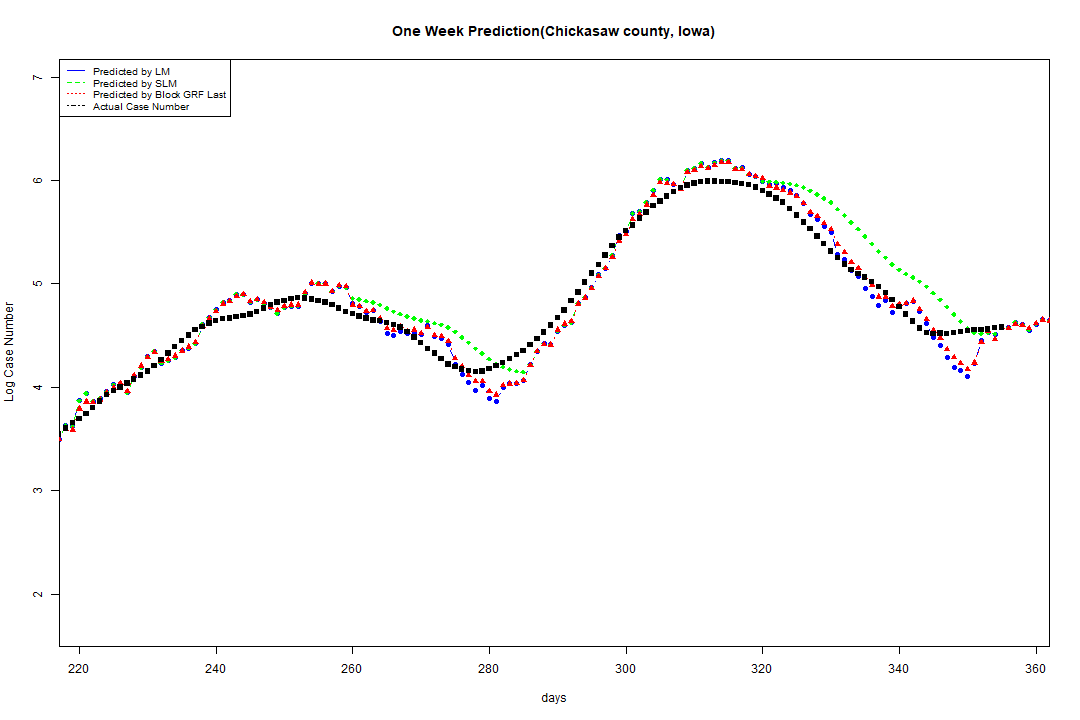 One Week Prediction(Chickasaw county, Iowa)
Predicted by LM
Predicted by SLM
Predicted by Block GRF Last
Actual Case Number
7
6
5
4
3
2
Log Case Number
220 240 260 280 300 320 340 360
days